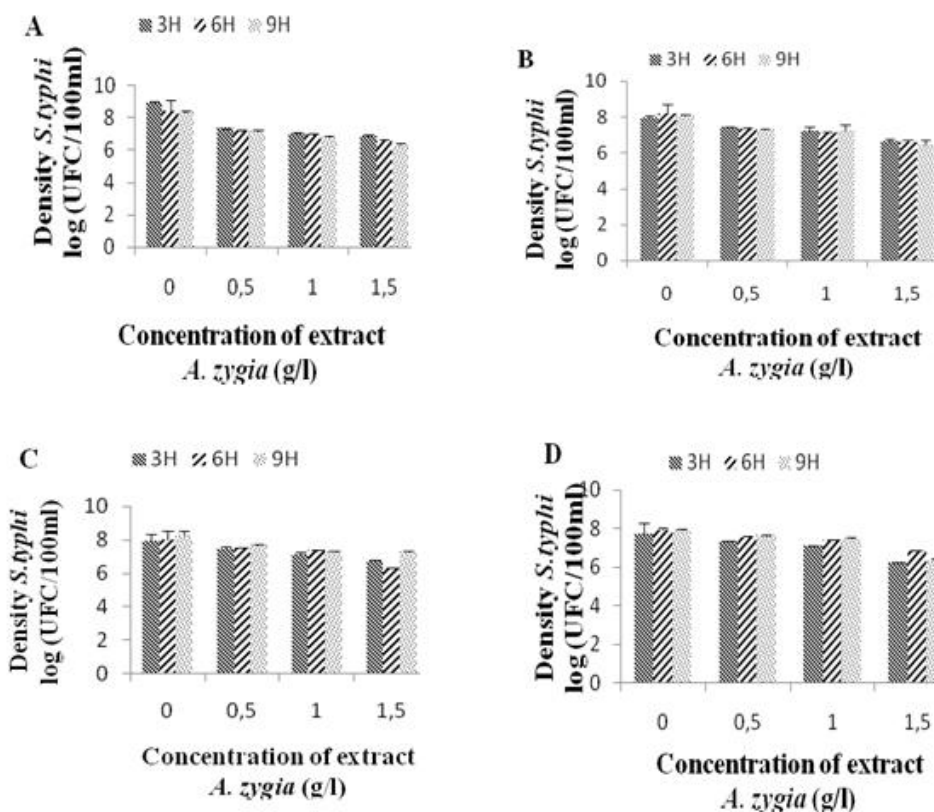 A
3H 6H 9H
Density S.typhi
log (UFC/100ml)
10
8
6
4
2
0
0 0,5 1 1,5
Concentration of extract
A. zygia (g/l)
B
3H 6H 9H
Density S.typhi
log (UFC/100ml)
10
8
6
4
2
0
0 0,5 1 1,5
Concentration of extract
A. zygia (g/l)
C
3H 6H 9H
Density S.typhi
log (UFC/100ml)
10
8
6
4
2
0
0 0,5 1 1,5
Concentration of extract
A. zygia (g/l)
D
3H 6H 9H
Density S.typhi
log (UFC/100ml)
10
8
6
4
2
0
0 0,5 1 1,5
Concentration of extract
A. zygia (g/l)